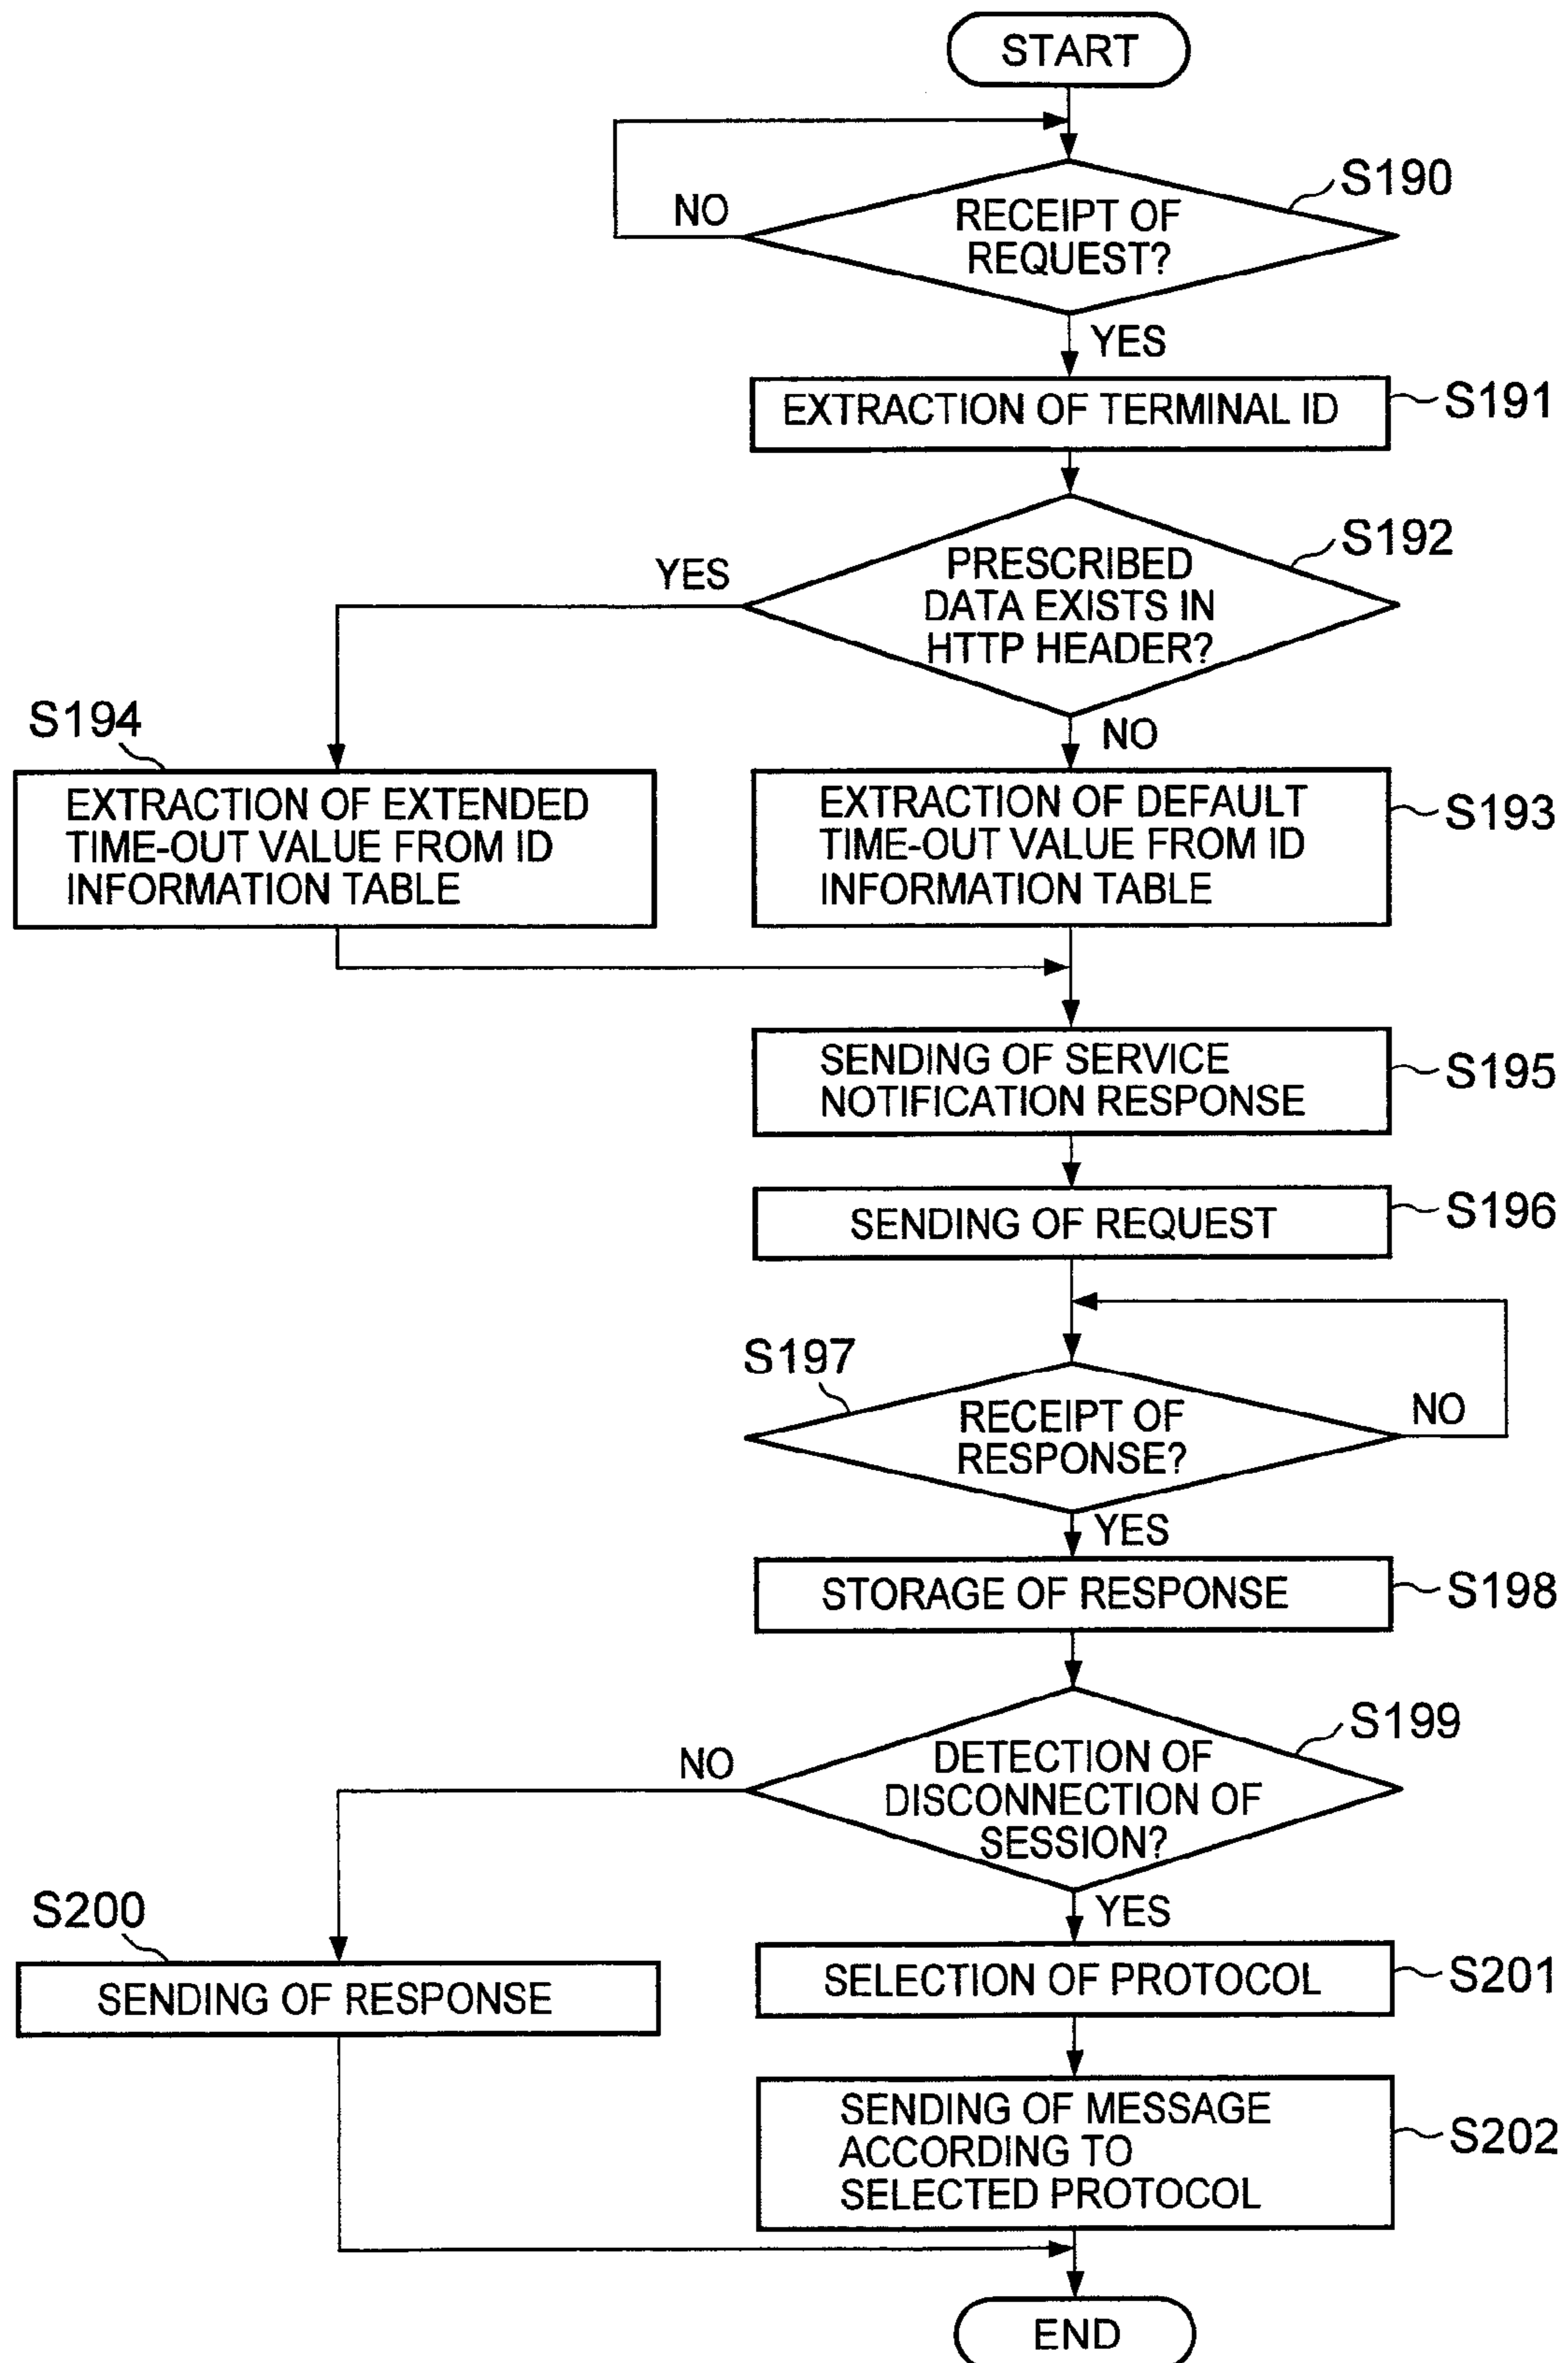 START
S190
NO
RECEIPT OF
REQUEST?
YES
EXTRACTION OF TERMINAL ID
S191
S192
YES
PRESCRIBED
DATA EXISTS IN
HTTP HEADER?
NO
S194
EXTRACTION OF EXTENDED
TIME-OUT VALUE FROM ID
INFORMATION TABLE
EXTRACTION OF DEFAULT
TIME-OUT VALUE FROM ID
INFORMATION TABLE
S193
SENDING OF SERVICE
NOTIFICATION RESPONSE
S195
SENDING OF REQUEST
S196
S197
RECEIPT OF
RESPONSE?
NO
YES
STORAGE OF RESPONSE
S198
S199
NO
DETECTION OF
DISCONNECTION OF
SESSION?
YES
S200
SENDING OF RESPONSE
SELECTION OF PROTOCOL
S201
SENDING OF MESSAGE
ACCORDING TO
SELECTED PROTOCOL
S202
END